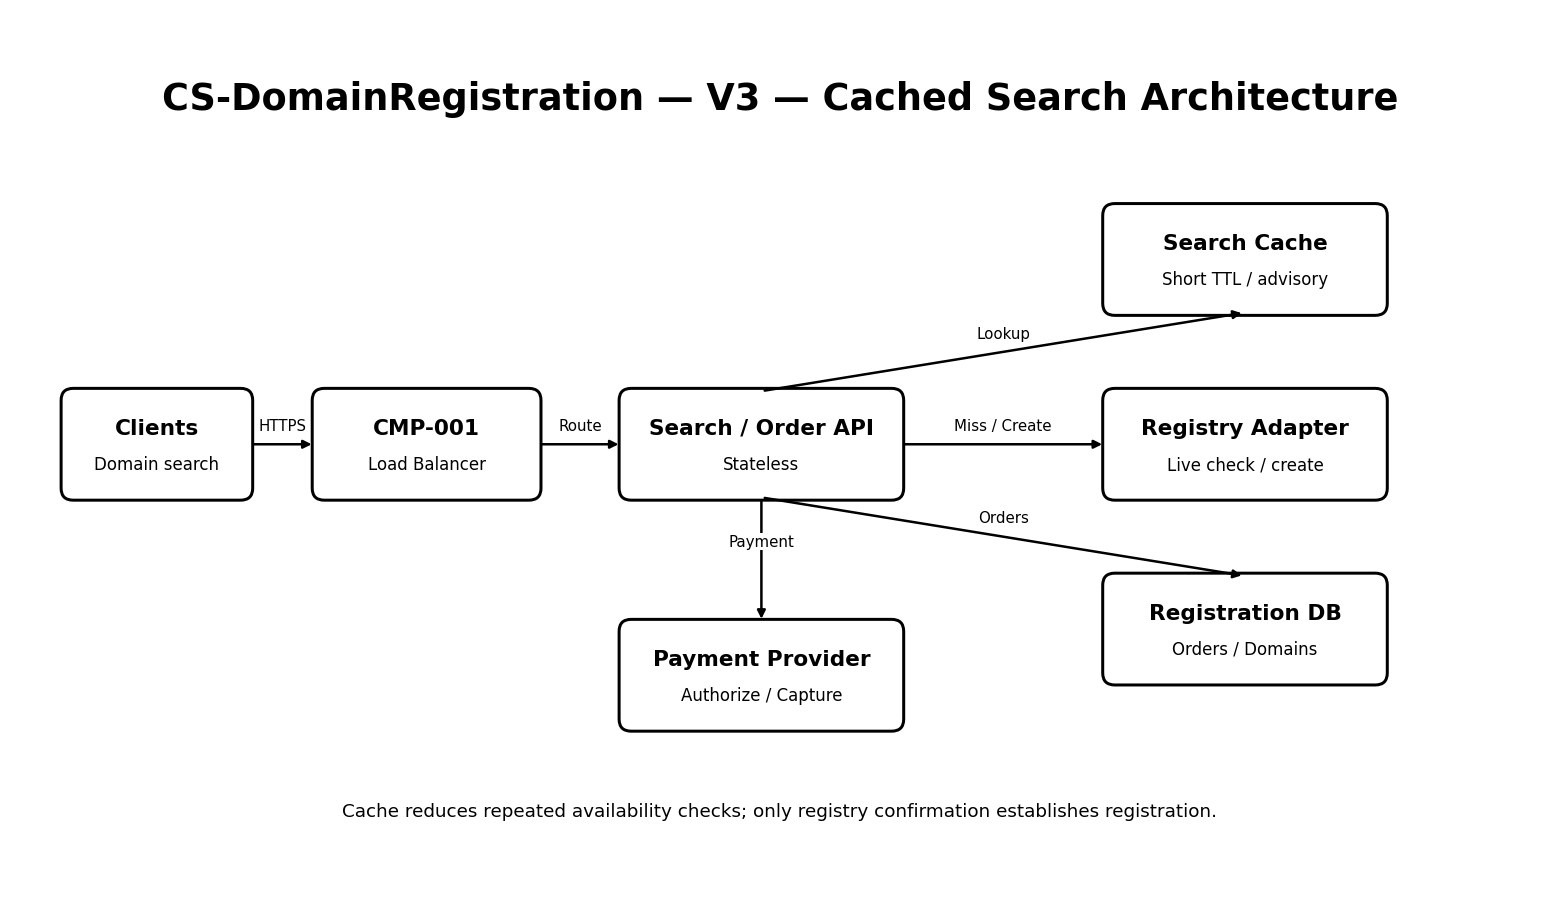 CS-DomainRegistration — V3 — Cached Search Architecture
Search Cache
Short TTL / advisory
Lookup
Clients
Domain search
HTTPS
CMP-001
Load Balancer
Route
Search / Order API
Stateless
Miss / Create
Registry Adapter
Live check / create
Orders
Payment
Registration DB
Orders / Domains
Payment Provider
Authorize / Capture
Cache reduces repeated availability checks; only registry confirmation establishes registration.